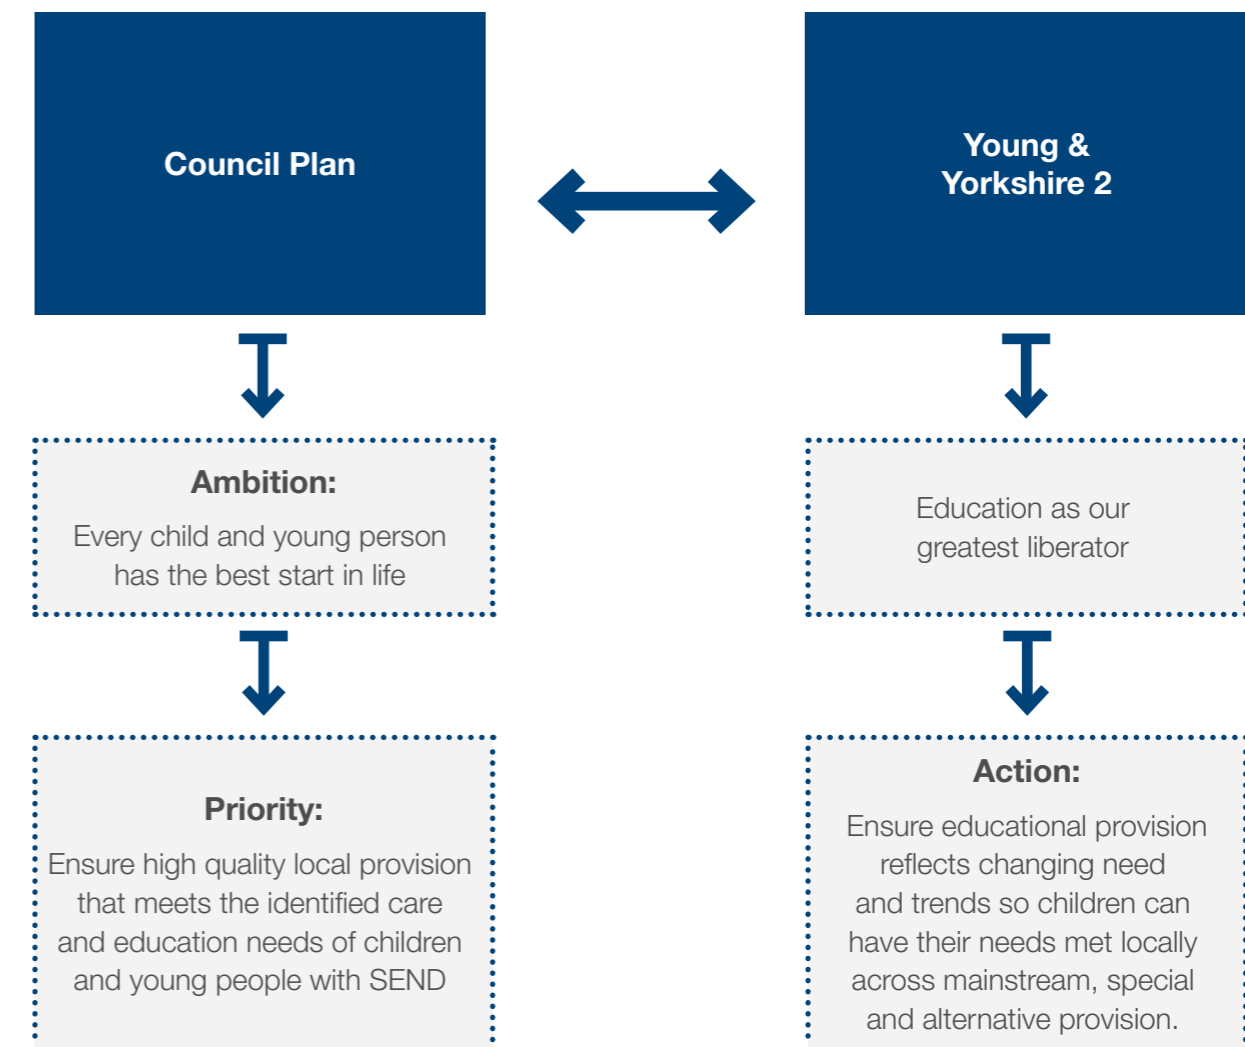 Council Plan
Young &
Yorkshire 2
Ambition:
Every child and young person
has the best start in life
Education as our
greatest liberator
Priority:
Ensure high quality local provision
that meets the identified care
and education needs of children
and young people with SEND
Action:
Ensure educational provision
reflects changing need
and trends so children can
have their needs met locally
across mainstream, special
and alternative provision.